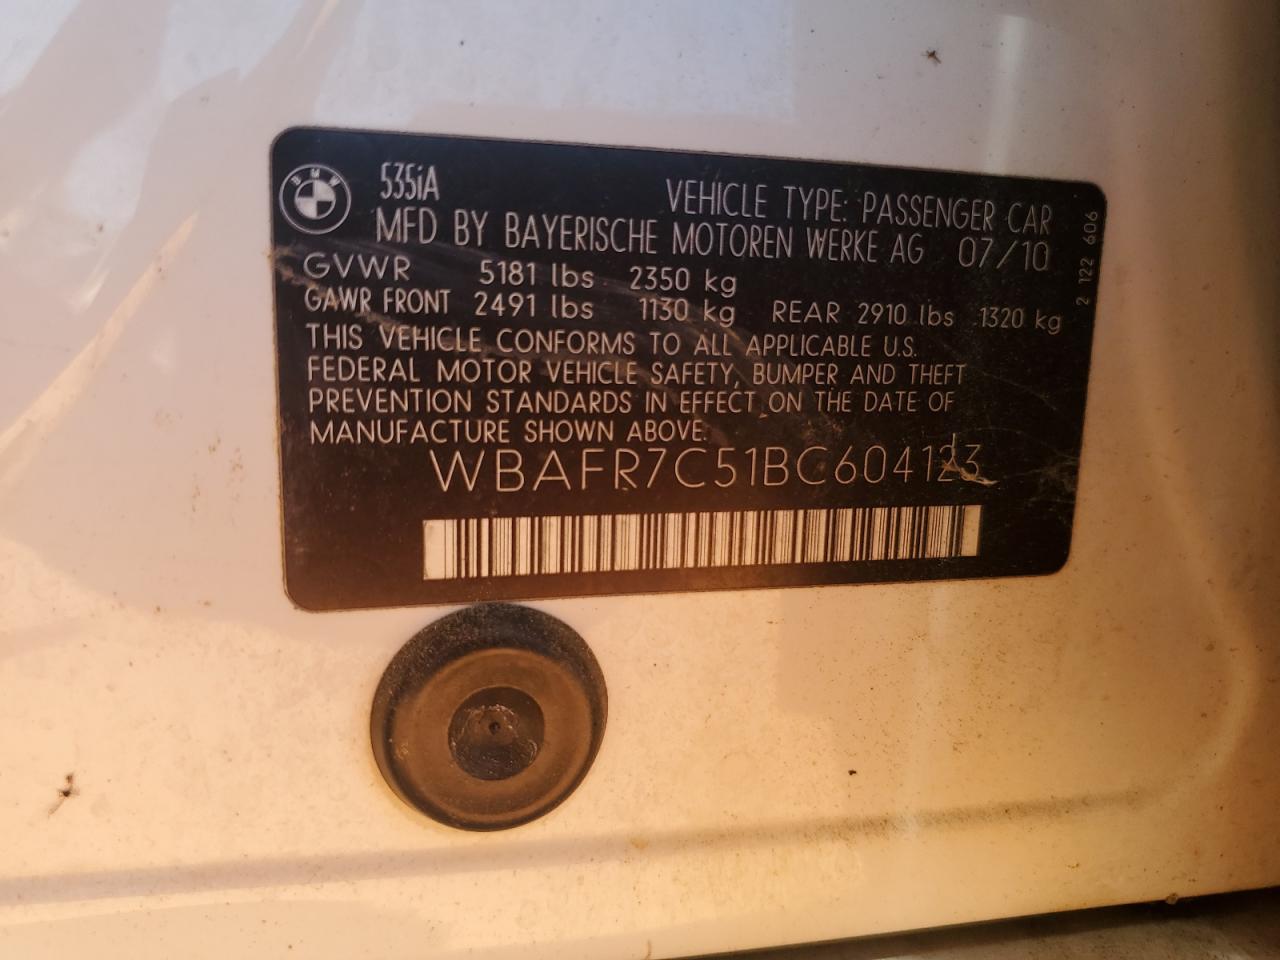 BMW
535iA
VEHICLE TYPE: PASSENGER CAR
MFD BY BAYERISCHE MOTOREN WERKE AG 07/10
GVWR 5181 lbs 2350 kg
GAWR FRONT 2491 lbs 1130 kg REAR 2910 lbs 1320 kg
THIS VEHICLE CONFORMS TO ALL APPLICABLE U.S.
FEDERAL MOTOR VEHICLE SAFETY, BUMPER AND THEFT
PREVENTION STANDARDS IN EFFECT ON THE DATE OF
MANUFACTURE SHOWN ABOVE.
WBAFR7C51BC604123
2 122 606